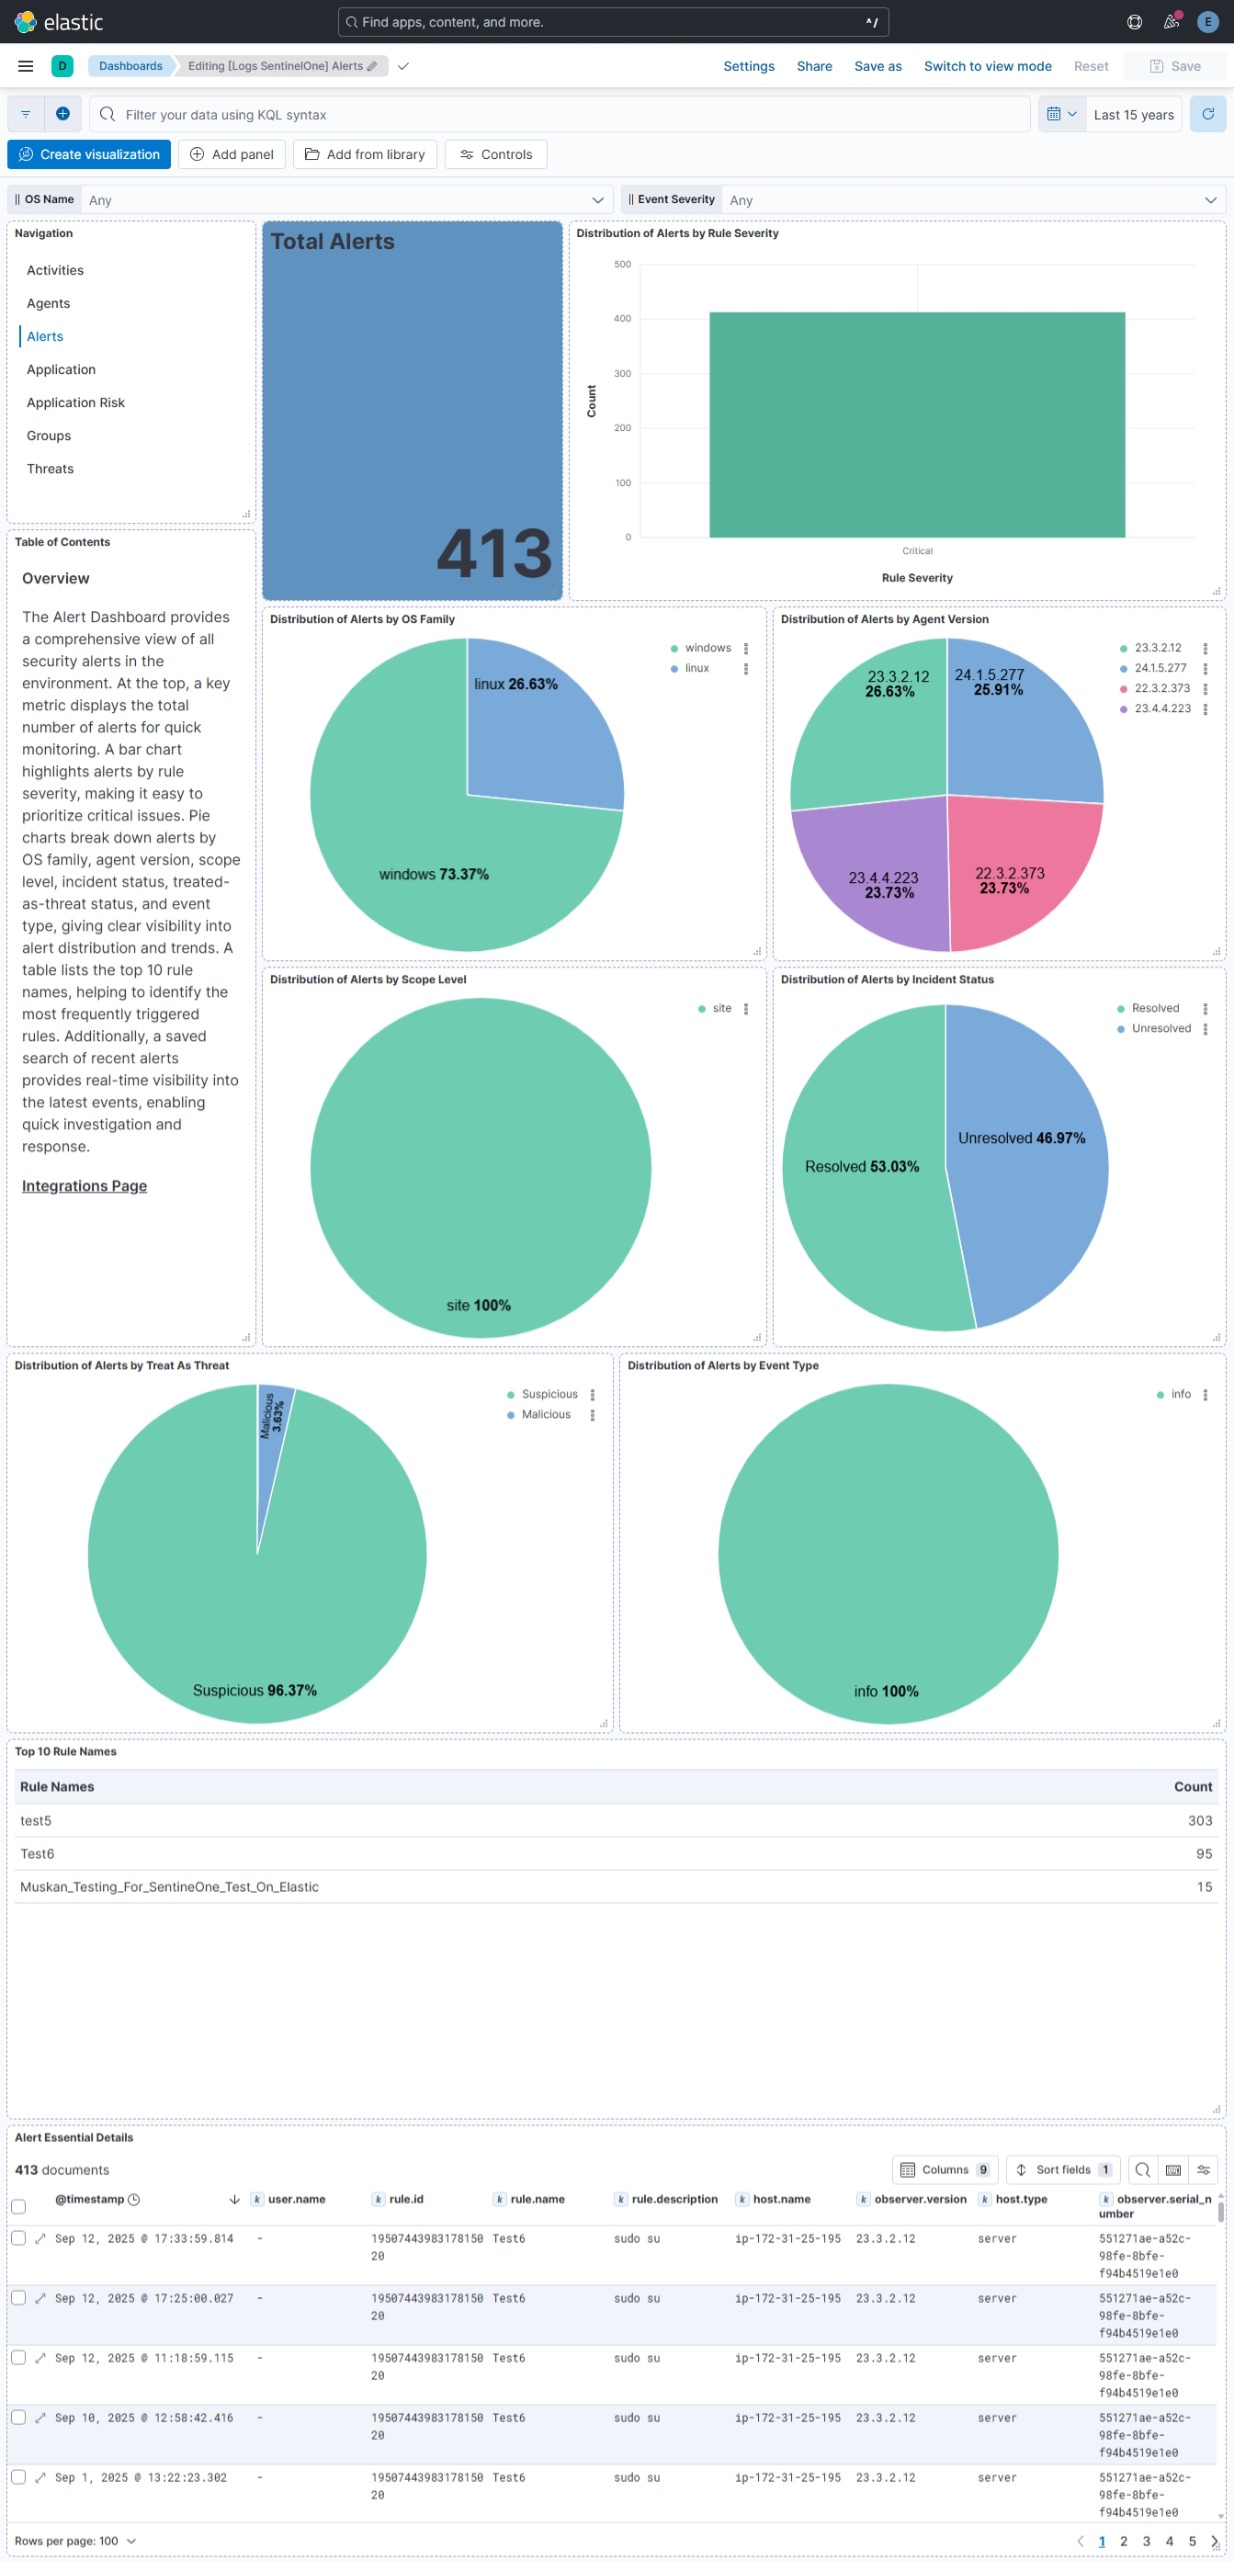 elastic
Find apps, content, and more.
^/
E
D
Dashboards
Editing [Logs SentinelOne] Alerts
Settings
Share
Save as
Switch to view mode
Reset
Save
Filter your data using KQL syntax
Last 15 years
Create visualization
Add panel
Add from library
Controls
OS Name
Any
Event Severity
Any
Navigation
Activities
Agents
Alerts
Application
Application Risk
Groups
Threats
Total Alerts
413
Distribution of Alerts by Rule Severity
500
400
300
200
100
0
Count
Critical
Rule Severity
Table of Contents
Overview
The Alert Dashboard provides
a comprehensive view of all
security alerts in the
environment. At the top, a key
metric displays the total
number of alerts for quick
monitoring. A bar chart
highlights alerts by rule
severity, making it easy to
prioritize critical issues. Pie
charts break down alerts by
OS family, agent version, scope
level, incident status, treated-
as-threat status, and event
type, giving clear visibility into
alert distribution and trends. A
table lists the top 10 rule
names, helping to identify the
most frequently triggered
rules. Additionally, a saved
search of recent alerts
provides real-time visibility into
the latest events, enabling
quick investigation and
response.
Integrations Page
Distribution of Alerts by OS Family
linux 26.63%
windows 73.37%
windows
linux
Distribution of Alerts by Agent Version
23.3.2.12
26.63%
24.1.5.277
25.91%
23.4.4.223
23.73%
22.3.2.373
23.73%
23.3.2.12
24.1.5.277
22.3.2.373
23.4.4.223
Distribution of Alerts by Scope Level
site 100%
site
Distribution of Alerts by Incident Status
Unresolved 46.97%
Resolved 53.03%
Resolved
Unresolved
Distribution of Alerts by Treat As Threat
Malicious
3.63%
Suspicious 96.37%
Suspicious
Malicious
Distribution of Alerts by Event Type
info 100%
info
Top 10 Rule Names
Rule Names Count
test5 303
Test6 95
Muskan_Testing_For_SentineOne_Test_On_Elastic 15
Alert Essential Details
413 documents
Columns 9
Sort fields 1
@timestamp k user.name k rule.id k rule.name k rule.description k host.name k observer.version k host.type k observer.serial_n
umber
Sep 12, 2025 @ 17:33:59.814 - 19507443983178150 Test6 sudo su ip-172-31-25-195 23.3.2.12 server 551271ae-a52c-
20 98fe-8bfe-
f94b4519e1e0
Sep 12, 2025 @ 17:25:00.027 - 19507443983178150 Test6 sudo su ip-172-31-25-195 23.3.2.12 server 551271ae-a52c-
20 98fe-8bfe-
f94b4519e1e0
Sep 12, 2025 @ 11:18:59.115 - 19507443983178150 Test6 sudo su ip-172-31-25-195 23.3.2.12 server 551271ae-a52c-
20 98fe-8bfe-
f94b4519e1e0
Sep 10, 2025 @ 12:58:42.416 - 19507443983178150 Test6 sudo su ip-172-31-25-195 23.3.2.12 server 551271ae-a52c-
20 98fe-8bfe-
f94b4519e1e0
Sep 1, 2025 @ 13:22:23.302 - 19507443983178150 Test6 sudo su ip-172-31-25-195 23.3.2.12 server 551271ae-a52c-
20 98fe-8bfe-
f94b4519e1e0
Rows per page: 100
1 2 3 4 5